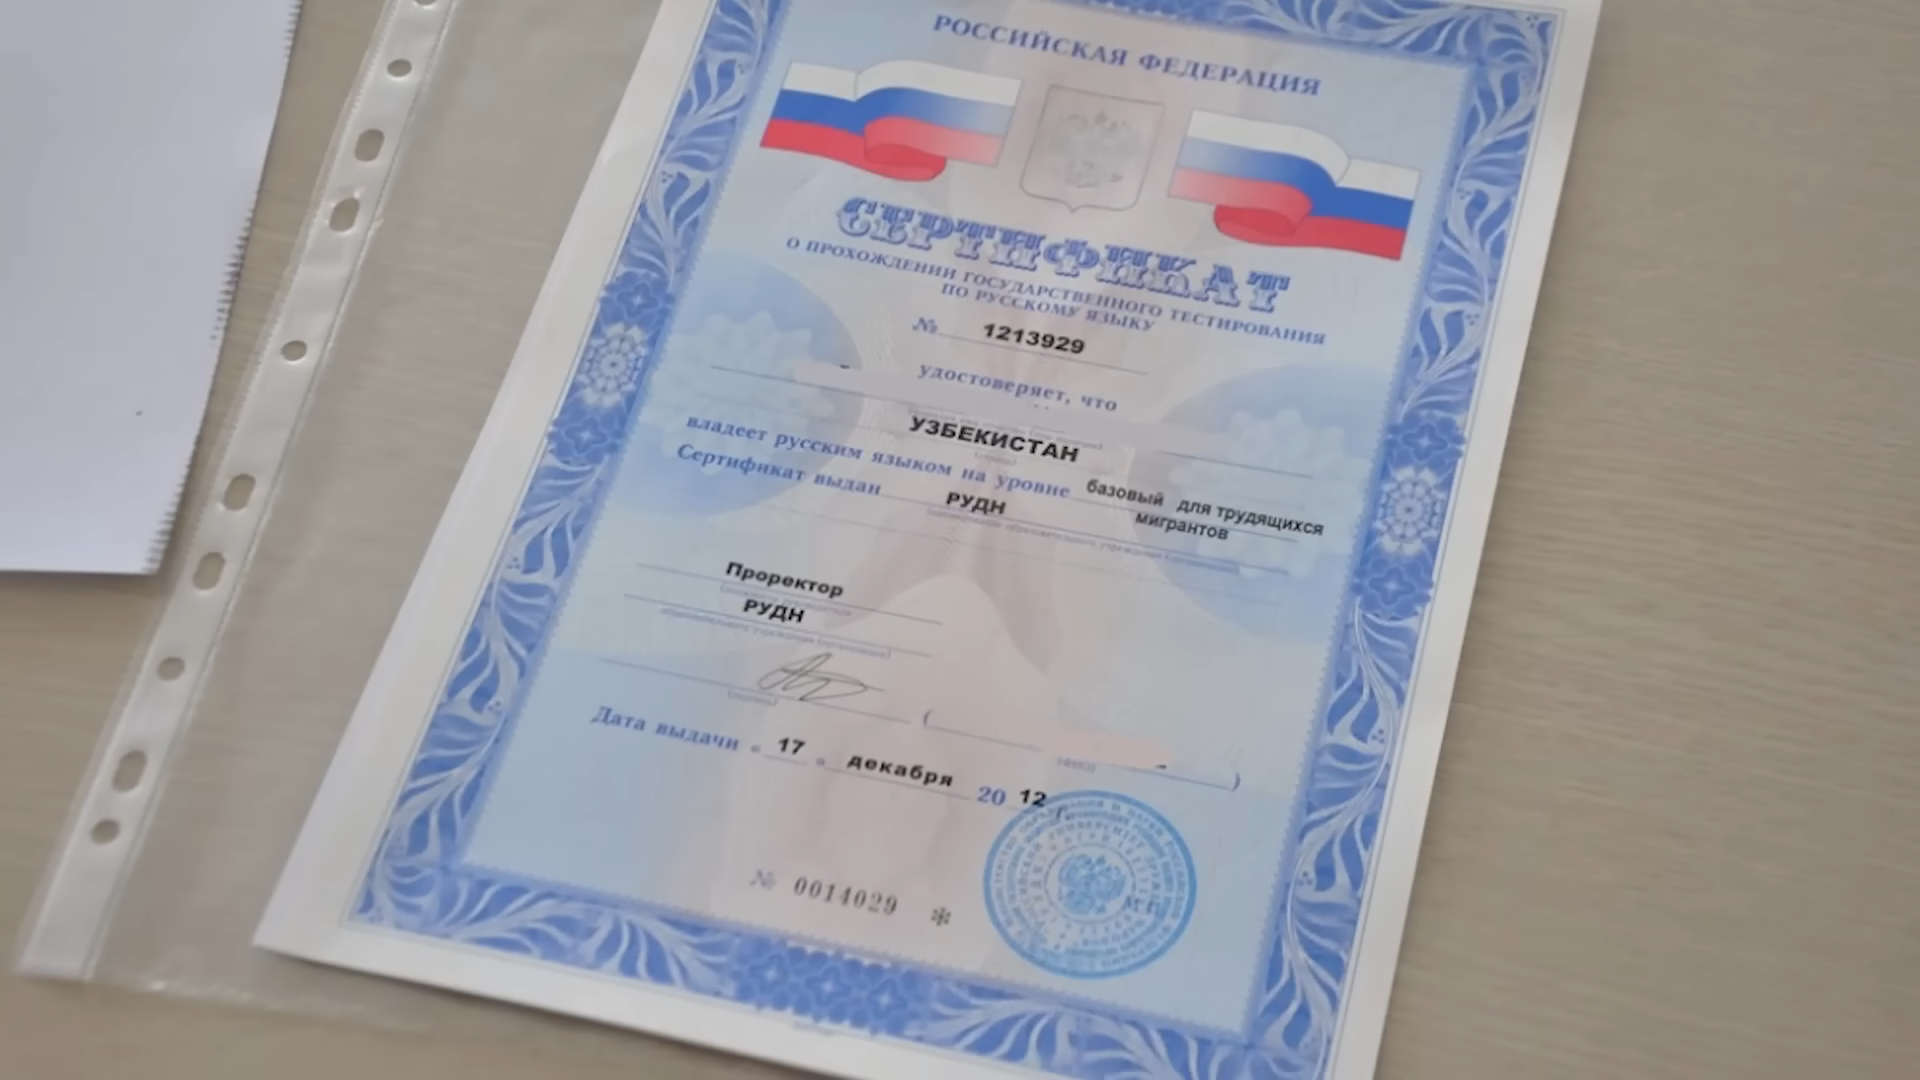 РОССИЙСКАЯ ФЕДЕРАЦИЯ
СЕРТИФИКАТ
О ПРОХОЖДЕНИИ ГОСУДАРСТВЕННОГО ТЕСТИРОВАНИЯ
ПО РУССКОМУ ЯЗЫКУ
№ 1213929
удостоверяет, что
УЗБЕКИСТАН
владеет русским языком на уровне базовый для трудящихся
мигрантов
Сертификат выдан РУДН
Проректор
РУДН
( )
Дата выдачи « 17 » декабря 20 12
№ 0014029 *